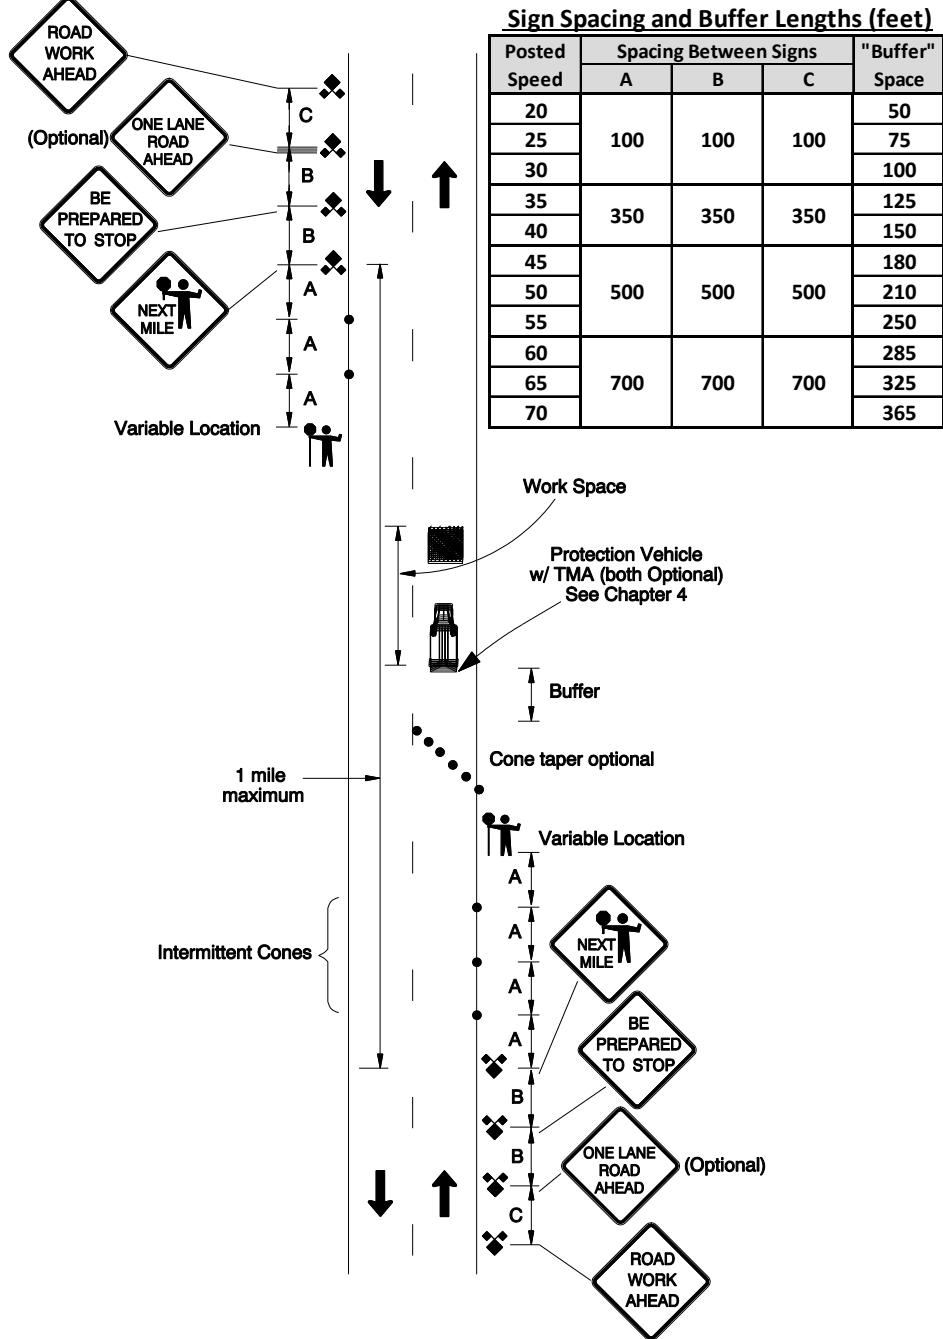 Sign Spacing and Buffer Lengths (feet)
Posted Speed
Spacing Between Signs
"Buffer" Space
A B C
20 50
25 100 100 100 75
30 100
35 125
350 350 350
40 150
45 180
50 500 500 500 210
55 250
60 285
65 700 700 700 325
70 365
ROAD
WORK
AHEAD
C
(Optional)
ONE LANE
ROAD
AHEAD
B
BE
PREPARED
TO STOP
B
NEXT
MILE
A
A
A
Variable Location
Work Space
Protection Vehicle
w/ TMA (both Optional)
See Chapter 4
Buffer
Cone taper optional
1 mile
maximum
Variable Location
A
A
A
A
Intermittent Cones
NEXT
MILE
BE
PREPARED
TO STOP
B
B
ONE LANE
ROAD
AHEAD
(Optional)
C
ROAD
WORK
AHEAD